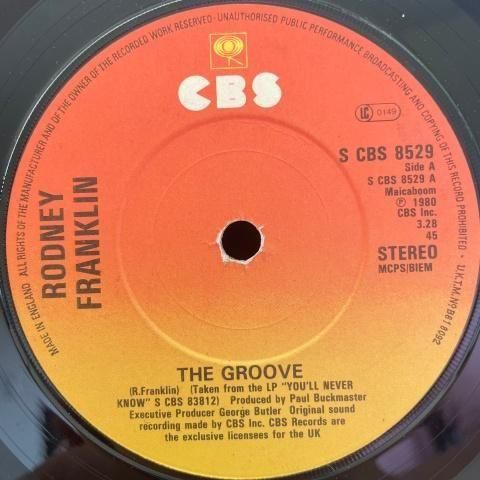 ALL RIGHTS OF THE MANUFACTURER AND OF THE OWNER OF THE RECORDED WORK RESERVED - UNAUTHORISED PUBLIC PERFORMANCE BROADCASTING AND COPYING OF THIS RECORD PROHIBITED • U.K.T.M. Nº B618092
MADE IN ENGLAND
CBS
LC 0149
S CBS 8529
Side A
S CBS 8529 A
Maicaboom
℗ 1980
CBS Inc.
3.28
45
STEREO
MCPS/BIEM
RODNEY
FRANKLIN
THE GROOVE
(R.Franklin) (Taken from the LP "YOU'LL NEVER
KNOW" S CBS 83812) Produced by Paul Buckmaster
Executive Producer George Butler Original sound
recording made by CBS Inc. CBS Records are
the exclusive licensees for the UK